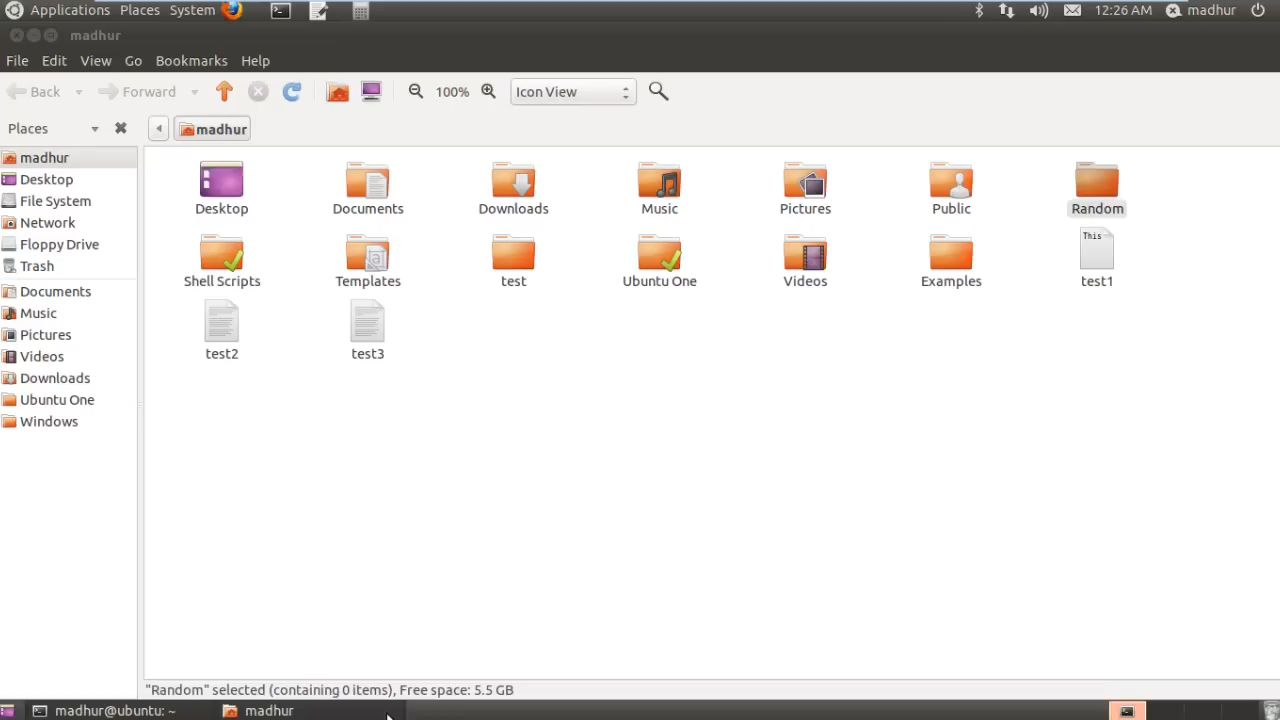 Applications Places System 12:26 AM madhur
madhur
File Edit View Go Bookmarks Help
Back Forward 100% Icon View
Places madhur
madhur
Desktop
File System
Network
Floppy Drive
Trash
Documents
Music
Pictures
Videos
Downloads
Ubuntu One
Windows
Desktop Documents Downloads Music Pictures Public Random
This
Shell Scripts Templates test Ubuntu One Videos Examples test1
test2 test3
"Random" selected (containing 0 items), Free space: 5.5 GB
madhur@ubuntu: ~ madhur